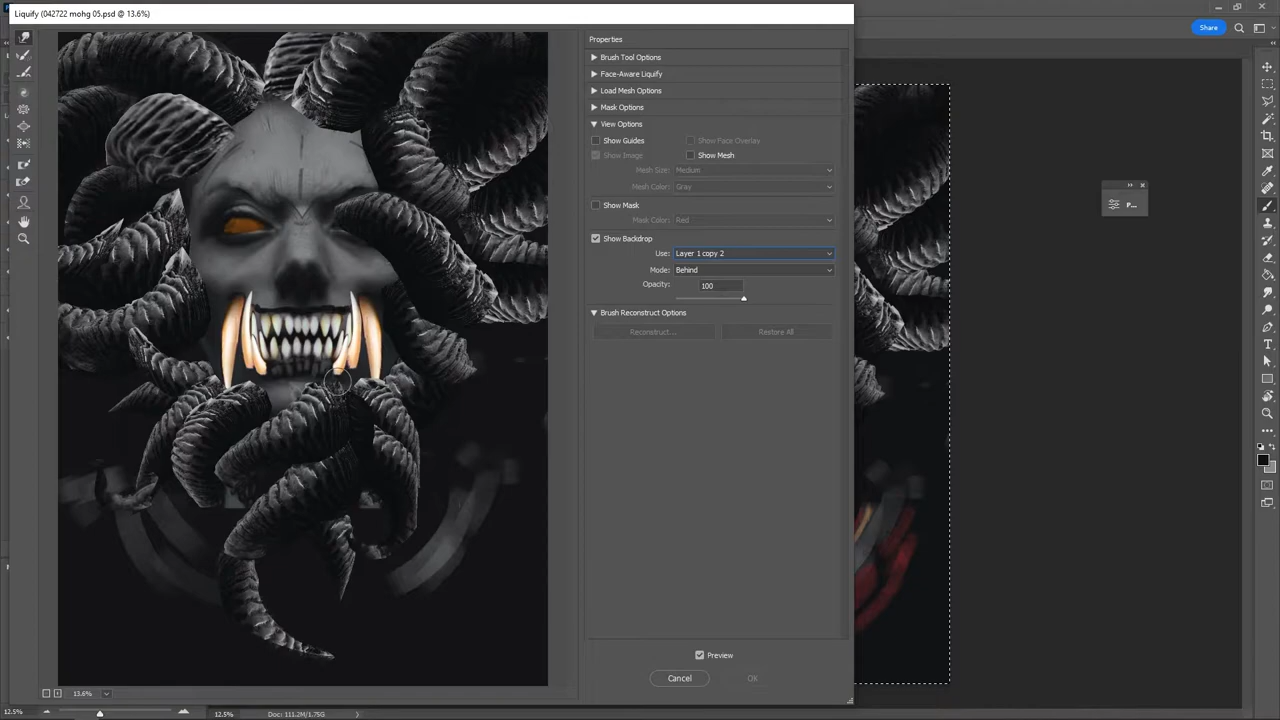 Liquify (042722 mohg 05.psd @ 13.6%)
Share
Properties
Brush Tool Options
Face-Aware Liquify
Load Mesh Options
Mask Options
View Options
Show Guides
Show Face Overlay
Show Image
Show Mesh
Mesh Size: Medium
Mesh Color: Gray
Show Mask
Mask Color: Red
Show Backdrop
Use: Layer 1 copy 2
Mode: Behind
Opacity: 100
Brush Reconstruct Options
Reconstruct... Restore All
P...
T
Preview
Cancel OK
13.6%
12.5% 12.5% Doc: 111.2M/1.75G